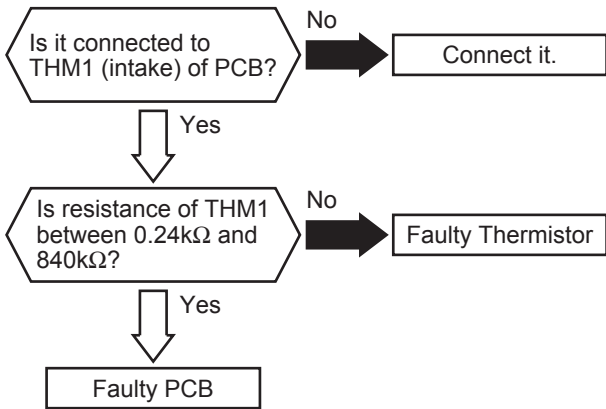 Is it connected to
THM1 (intake) of PCB?
No
Connect it.
Yes
Is resistance of THM1
between 0.24kΩ and
840kΩ?
No
Faulty Thermistor
Yes
Faulty PCB